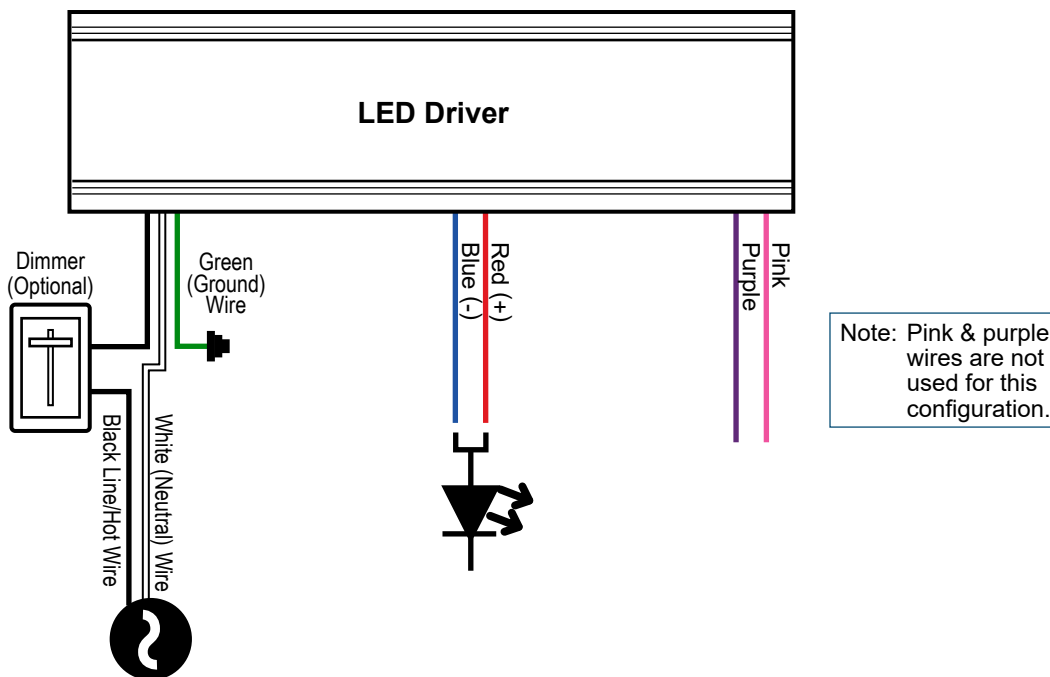 LED Driver
Dimmer
(Optional)
Green
(Ground)
Wire
Blue (-)
Red (+)
Purple
Pink
Note: Pink & purple
wires are not
used for this
configuration.
Black Line/Hot Wire
White (Neutral) Wire